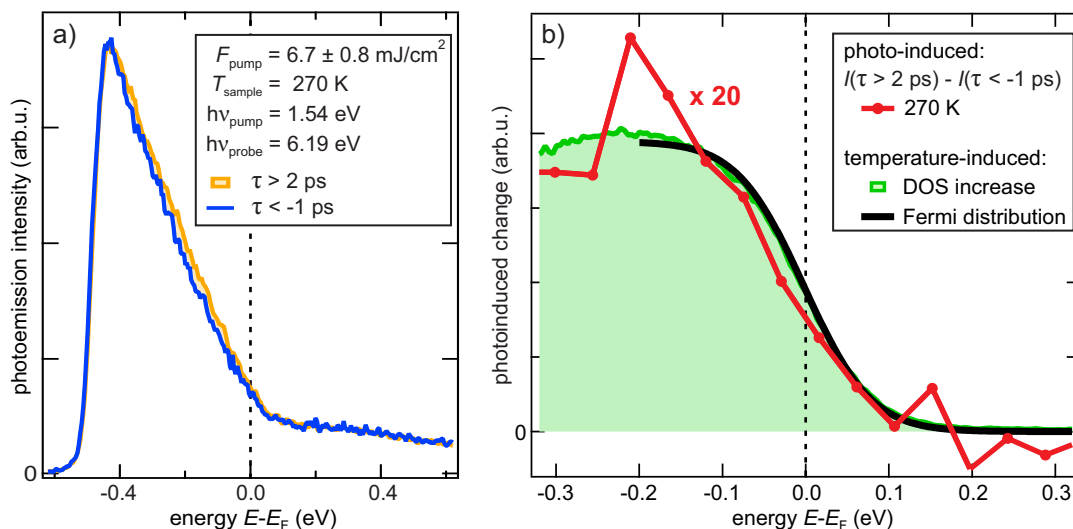 a)
F_pump = 6.7 ± 0.8 mJ/cm²
T_sample = 270 K
hν_pump = 1.54 eV
hν_probe = 6.19 eV
τ > 2 ps
τ < -1 ps
photoemission intensity (arb.u.)
0
-0.4
0.0
0.4
energy E-E_F (eV)
b)
x 20
photo-induced:
I(τ > 2 ps) - I(τ < -1 ps)
270 K
temperature-induced:
DOS increase
Fermi distribution
photoinduced change (arb.u.)
0
-0.3
-0.2
-0.1
0.0
0.1
0.2
0.3
energy E-E_F (eV)